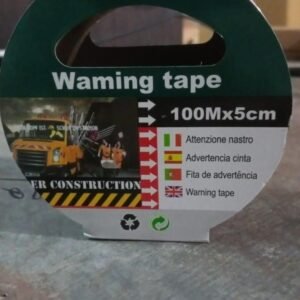 Waming tape
100Mx5cm
Attenzione nastro
Advertencia cinta
Fita de advertência
Warning tape
ER CONSTRUCTION